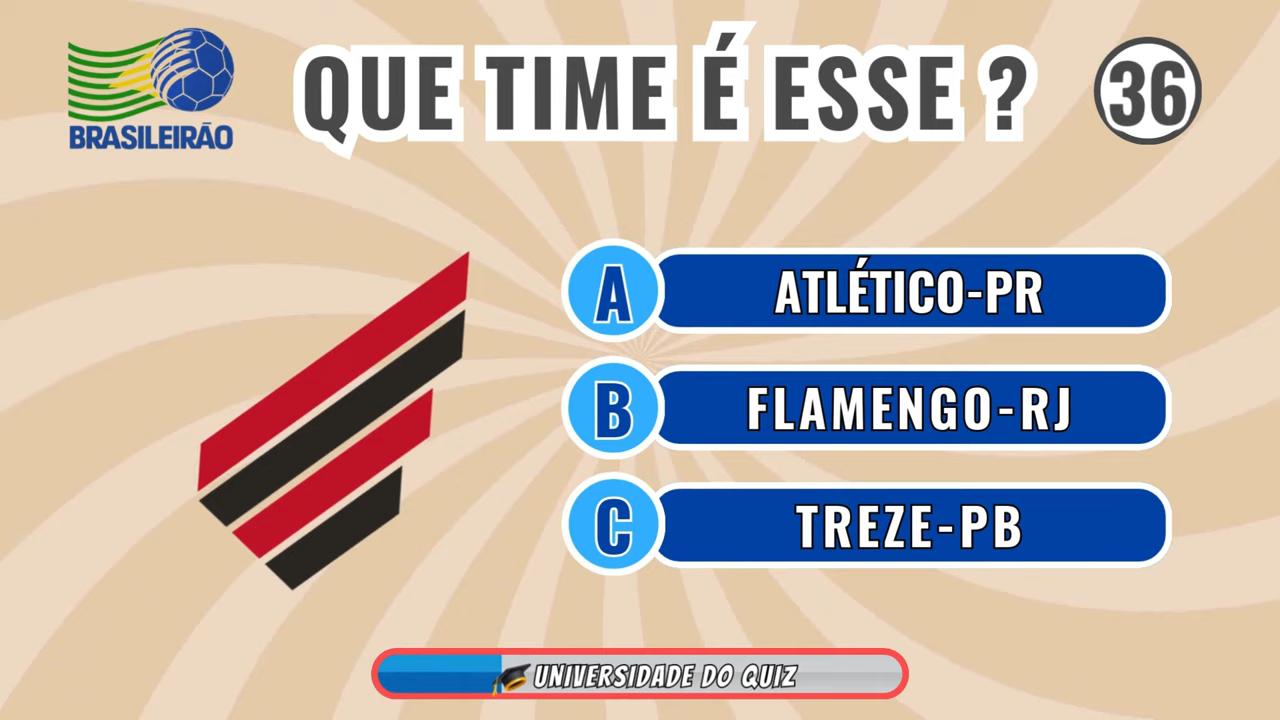 BRASILEIRÃO
QUE TIME É ESSE ?
36
A ATLÉTICO-PR
B FLAMENGO-RJ
C TREZE-PB
UNIVERSIDADE DO QUIZ